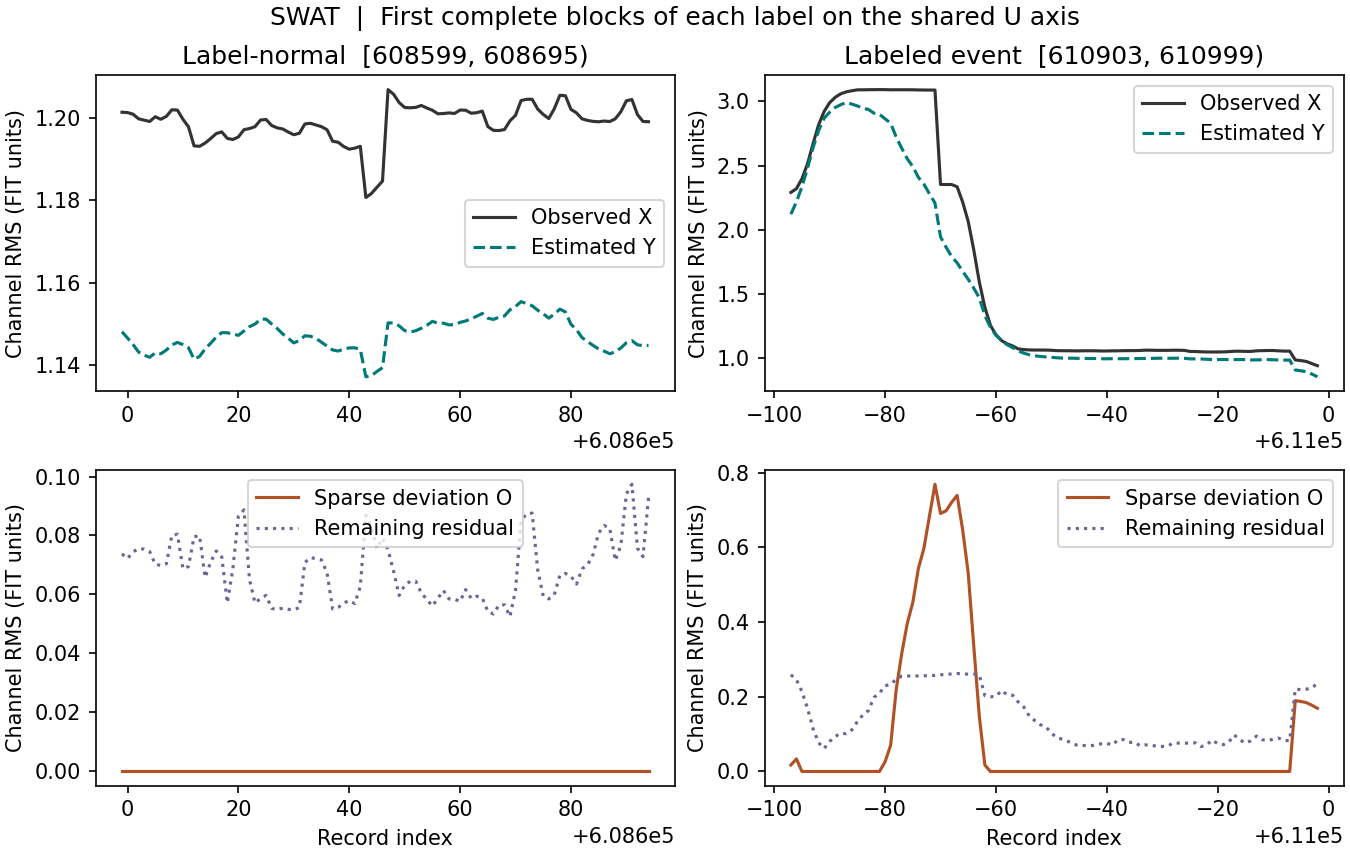 SWAT | First complete blocks of each label on the shared U axis
Label-normal [608599, 608695)
Channel RMS (FIT units)
1.20
1.18
1.16
1.14
Observed X
Estimated Y
0 20 40 60 80
+6.086e5
Labeled event [610903, 610999)
Channel RMS (FIT units)
3.0
2.5
2.0
1.5
1.0
Observed X
Estimated Y
−100 −80 −60 −40 −20 0
+6.11e5
Channel RMS (FIT units)
0.10
0.08
0.06
0.04
0.02
0.00
Sparse deviation O
Remaining residual
0 20 40 60 80
Record index
+6.086e5
Channel RMS (FIT units)
0.8
0.6
0.4
0.2
0.0
Sparse deviation O
Remaining residual
−100 −80 −60 −40 −20 0
Record index
+6.11e5